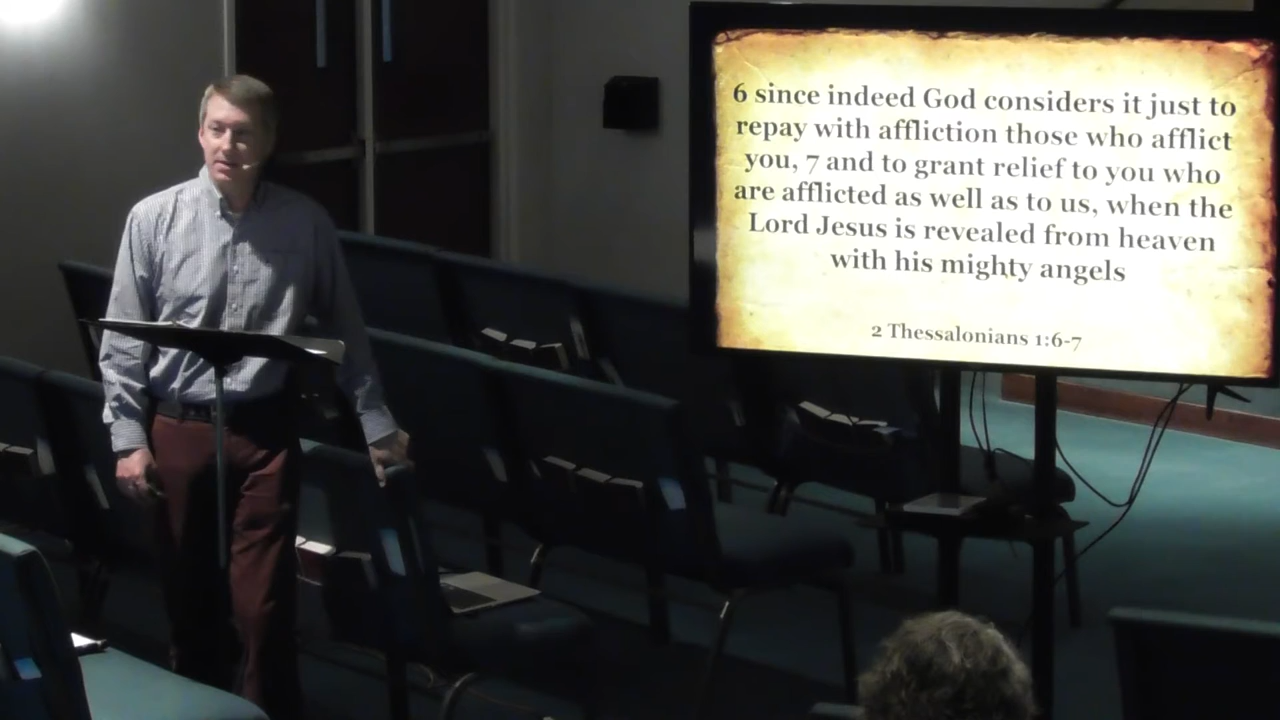 6 since indeed God considers it just to
repay with affliction those who afflict
you, 7 and to grant relief to you who
are afflicted as well as to us, when the
Lord Jesus is revealed from heaven
with his mighty angels
2 Thessalonians 1:6-7